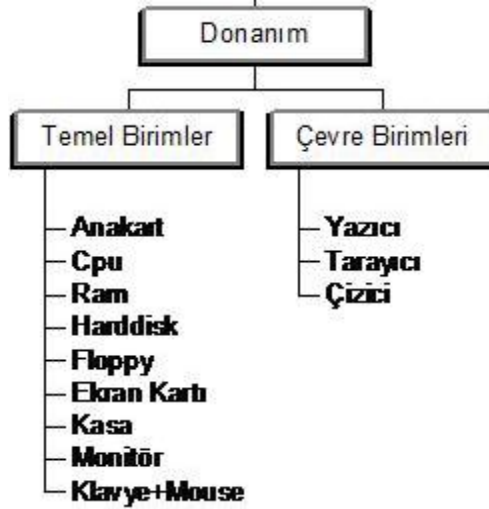 Donanım
Temel Birimler
Çevre Birimleri
Anakart
Cpu
Ram
Harddisk
Floppy
Ekran Kartı
Kasa
Monitör
Klavye+Mouse
Yazıcı
Tarayıcı
Çizici